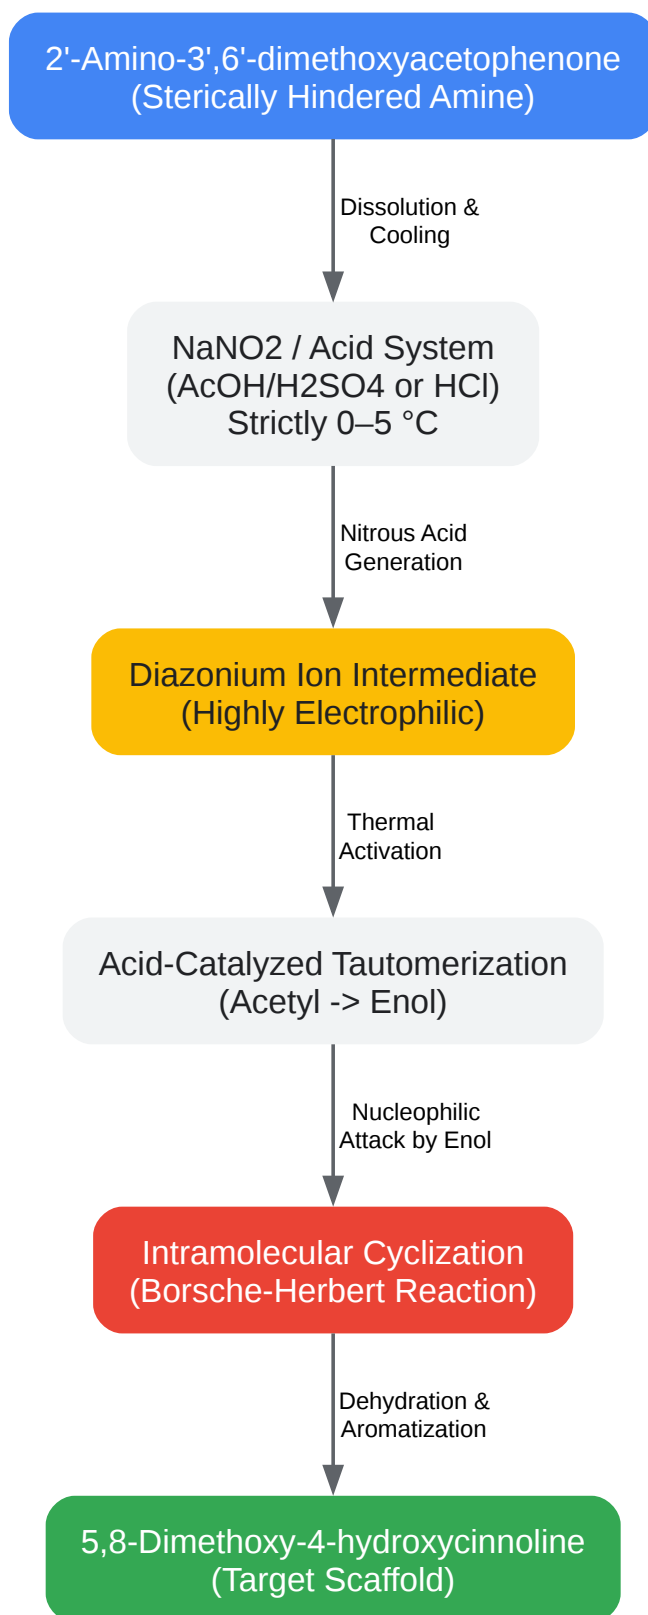 2'-Amino-3',6'-dimethoxyacetophenone
(Sterically Hindered Amine)
Dissolution &
Cooling
NaNO2 / Acid System
(AcOH/H2SO4 or HCl)
Strictly 0–5 °C
Nitrous Acid
Generation
Diazonium Ion Intermediate
(Highly Electrophilic)
Thermal
Activation
Acid-Catalyzed Tautomerization
(Acetyl -> Enol)
Nucleophilic
Attack by Enol
Intramolecular Cyclization
(Borsche-Herbert Reaction)
Dehydration &
Aromatization
5,8-Dimethoxy-4-hydroxycinnoline
(Target Scaffold)